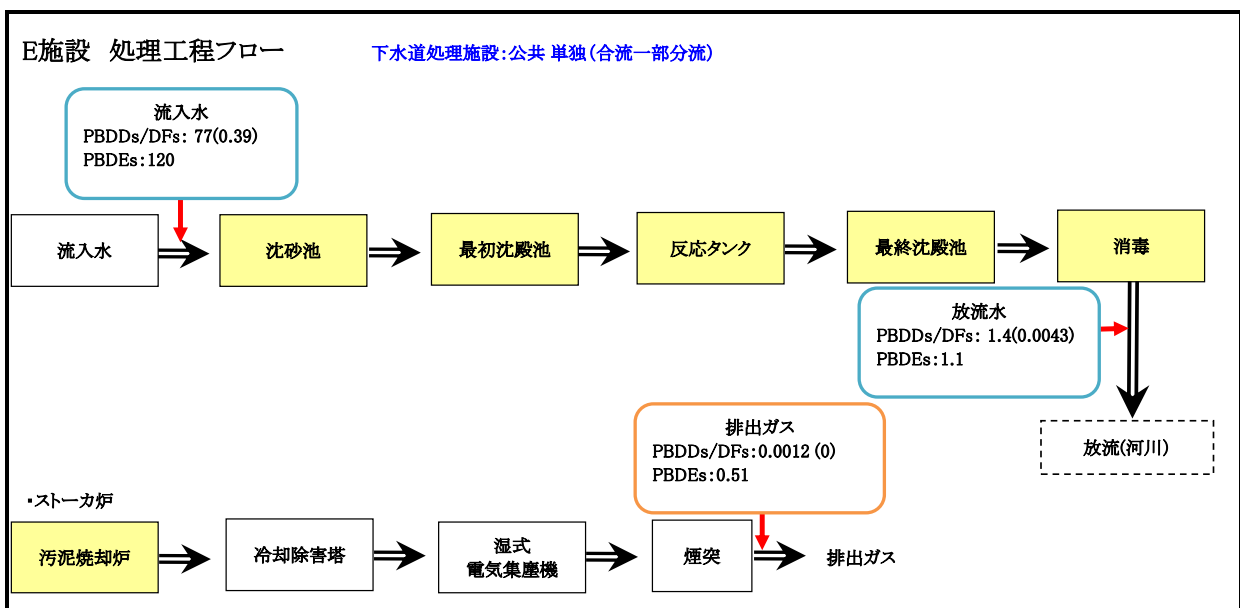 E施設 処理工程フロー
下水道処理施設:公共 単独(合流一部分流)
流入水
PBDDs/DFs: 77(0.39)
PBDEs:120
流入水
沈砂池
最初沈殿池
反応タンク
最終沈殿池
消毒
放流水
PBDDs/DFs: 1.4(0.0043)
PBDEs:1.1
放流(河川)
排出ガス
PBDDs/DFs:0.0012 (0)
PBDEs:0.51
・ストーカ炉
汚泥焼却炉
冷却除害塔
湿式
電気集塵機
煙突
排出ガス